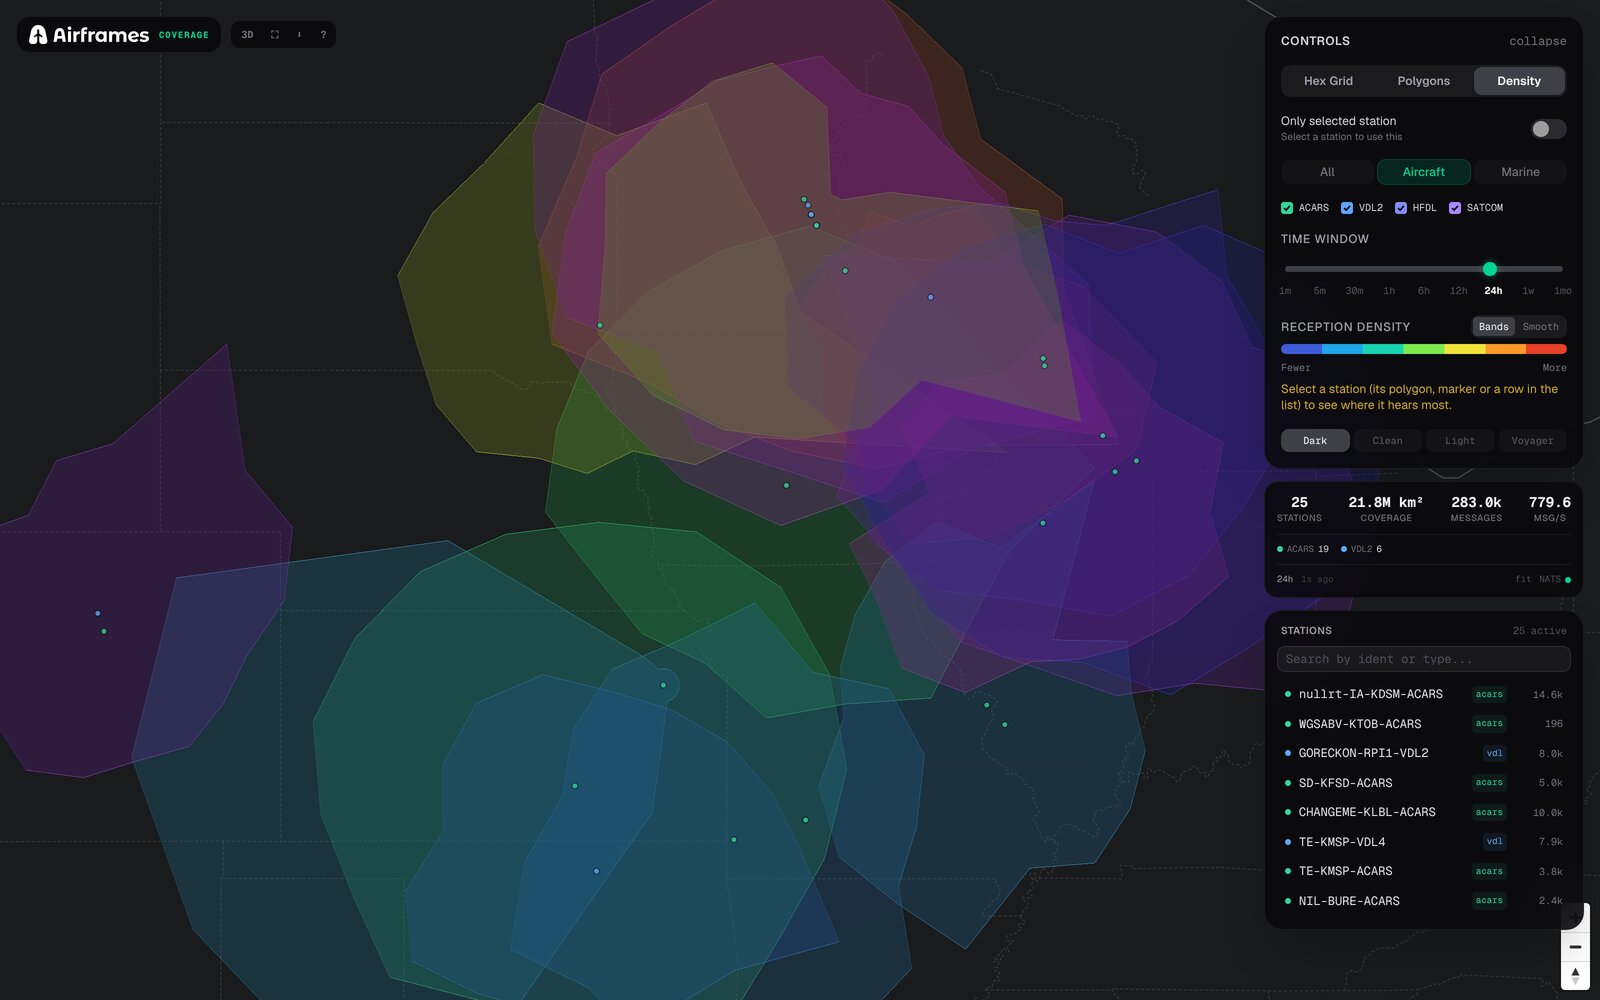 Airframes COVERAGE
3D ?
CONTROLS collapse
Hex Grid Polygons Density
Only selected station
Select a station to use this
All Aircraft Marine
ACARS VDL2 HFDL SATCOM
TIME WINDOW
1m 5m 30m 1h 6h 12h 24h 1w 1mo
RECEPTION DENSITY Bands Smooth
Fewer More
Select a station (its polygon, marker or a row in the
list) to see where it hears most.
Dark Clean Light Voyager
25 21.8M km² 283.0k 779.6
STATIONS COVERAGE MESSAGES MSG/S
ACARS 19 VDL2 6
24h 1s ago fit NATS
STATIONS 25 active
Search by ident or type...
nullrt-IA-KDSM-ACARS acars 14.6k
WGSABV-KTOB-ACARS acars 196
GORECKON-RPI1-VDL2 vdl 8.0k
SD-KFSD-ACARS acars 5.0k
CHANGEME-KLBL-ACARS acars 10.0k
TE-KMSP-VDL4 vdl 7.9k
TE-KMSP-ACARS acars 3.8k
NIL-BURE-ACARS acars 2.4k